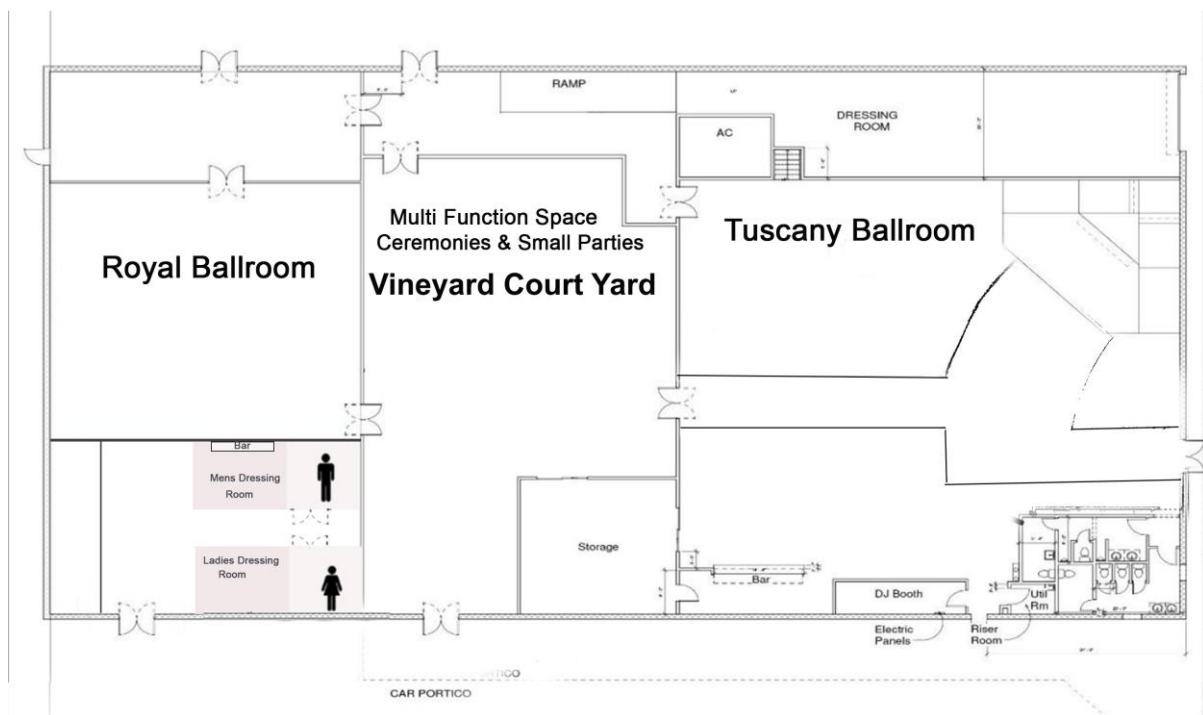 RAMP
UP
DRESSING
ROOM
AC
Multi Function Space
Ceremonies & Small Parties
Vineyard Court Yard
Tuscany Ballroom
Royal Ballroom
Bar
Mens Dressing
Room
Ladies Dressing
Room
Storage
Bar
DJ Booth
Util
Rm
Electric
Panels
Riser
Room
CAR PORTICO